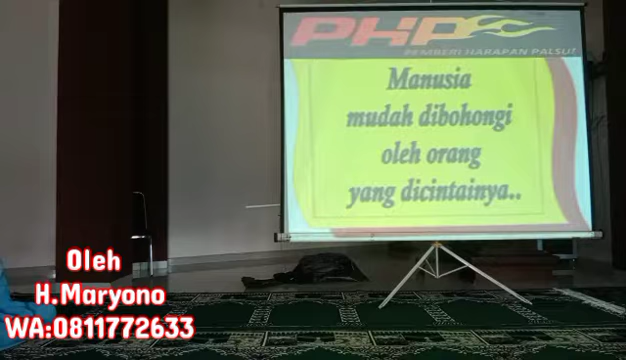 PHP
PEMBERI HARAPAN PALSU!
Manusia
mudah dibohongi
oleh orang
yang dicintainya..
Oleh
H.Maryono
WA:0811772633